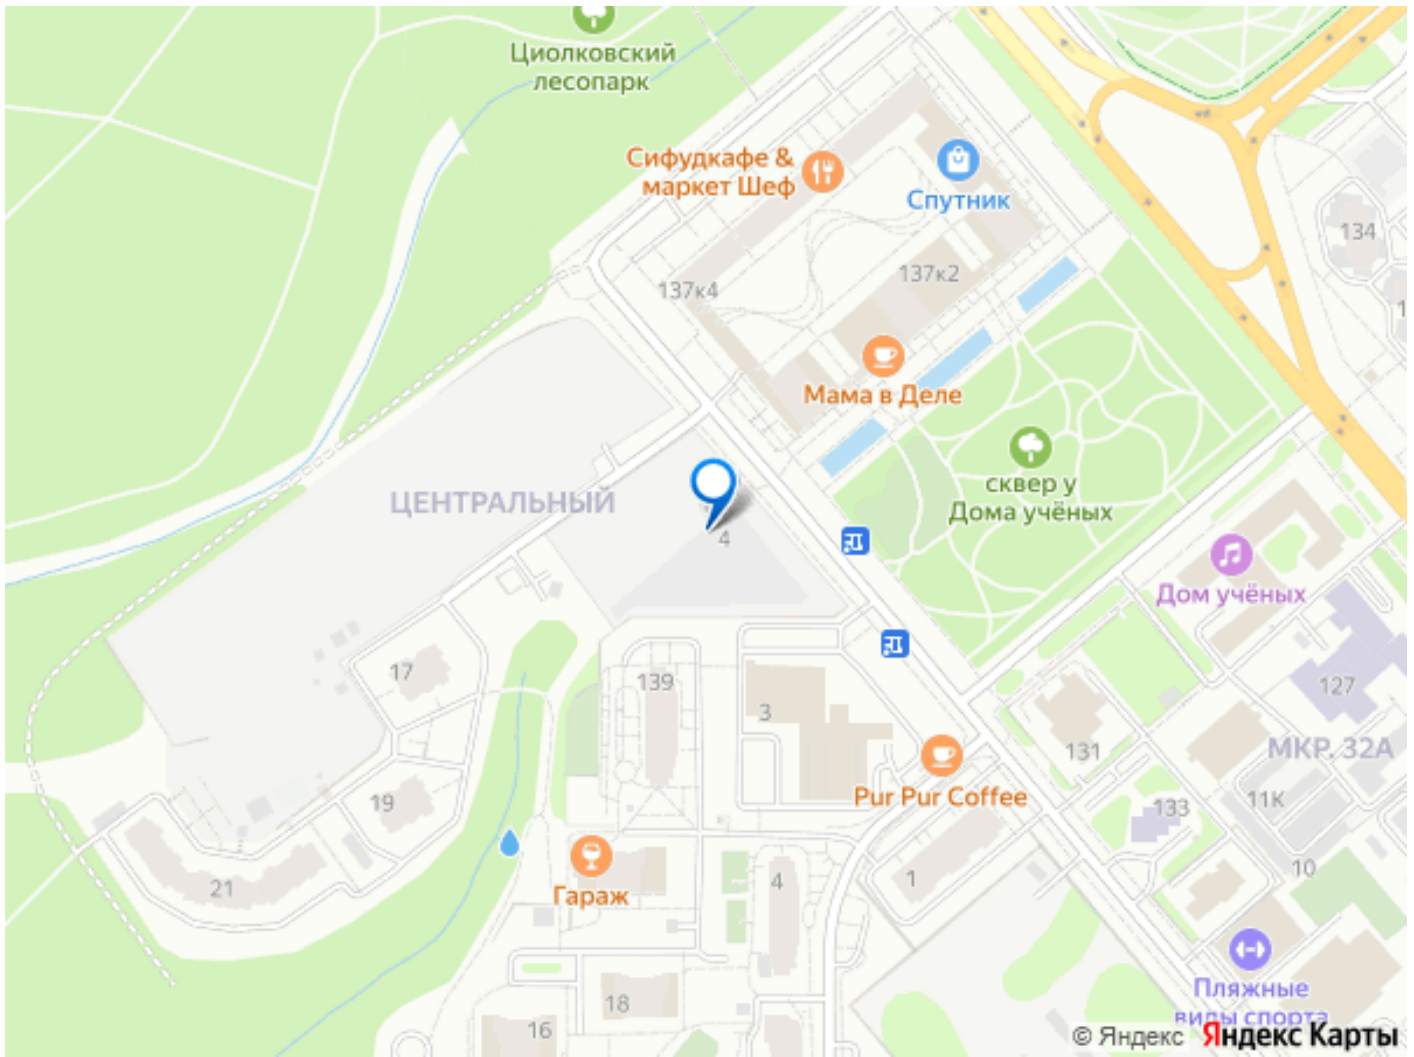 Циолковский
лесопарк
Сифудкафе &
маркет Шеф
Спутник
134
137к2
137к4
Мама в Деле
сквер у
Дома учёных
ЦЕНТРАЛЬНЫЙ
4
Дом учёных
17
139
127
3
131
МКР. 32А
Pur Pur Coffee
19
133
11К
10
21
Гараж
4
1
Пляжные
виды спорта
18
16
© Яндекс Яндекс Карты